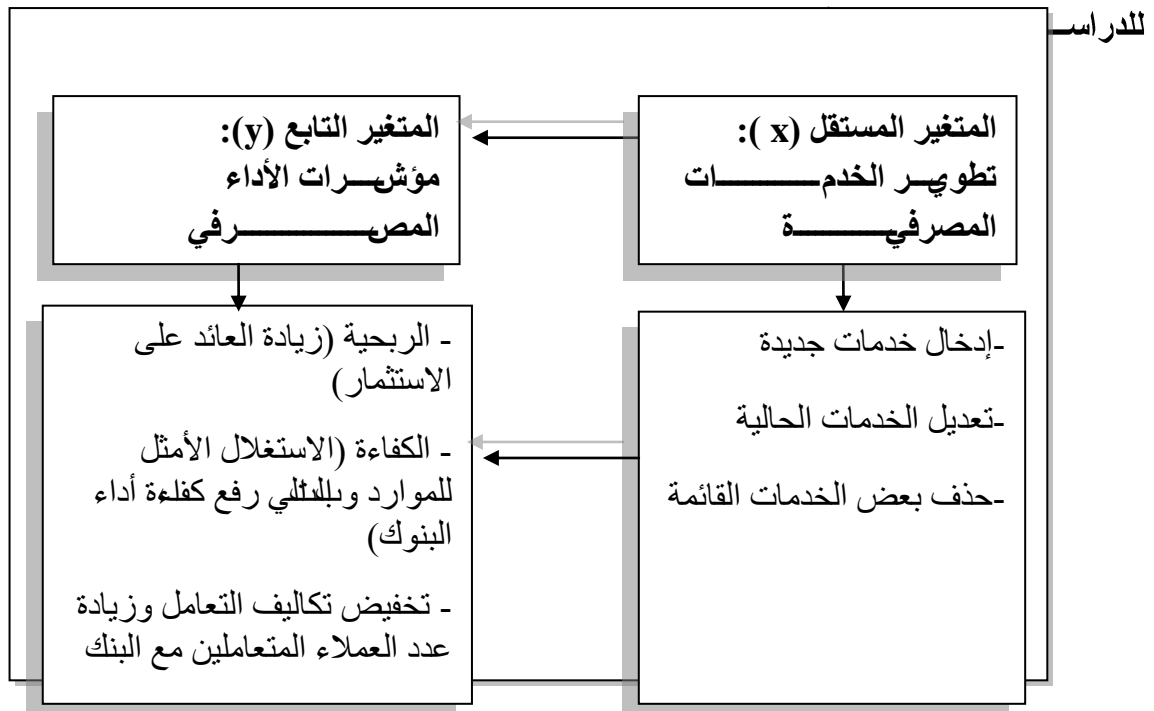 للدراسـ
المتغير المستقل (x ):
تطويـر الخدمـــــات
المصرفيـــــة
المتغير التابع (y):
مؤشـرات الأداء
المصـــــــرفي
-إدخال خدمات جديدة
-تعديل الخدمات الحالية
-حذف بعض الخدمات القائمة
- الربحية (زيادة العائد على
الاستثمار)
- الكفاءة (الاستغلال الأمثل
للموارد وبالتالي رفع كفاءة أداء
البنوك)
- تخفيض تكاليف التعامل وزيادة
عدد العملاء المتعاملين مع البنك